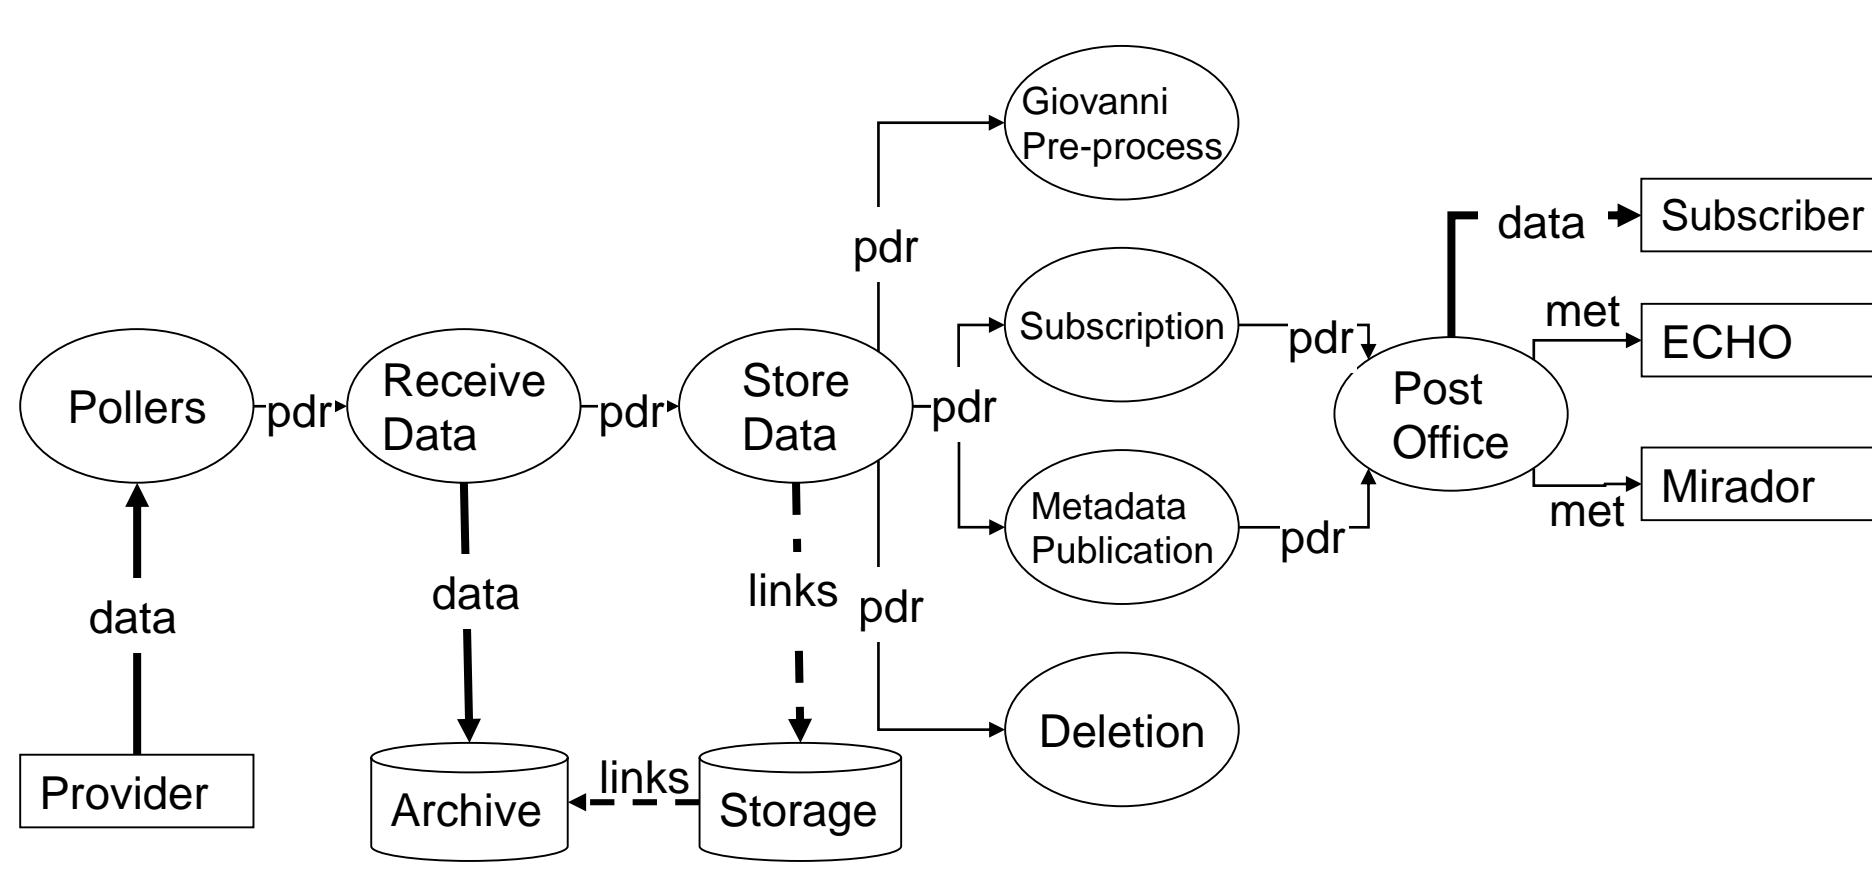 Giovanni
Pre-process
pdr
data
Subscriber
Subscription
pdr
met
ECHO
Pollers
pdr
Receive
Data
pdr
Store
Data
pdr
Post
Office
Metadata
Publication
pdr
met
Mirador
data
data
links
pdr
Deletion
Provider
Archive
links
Storage